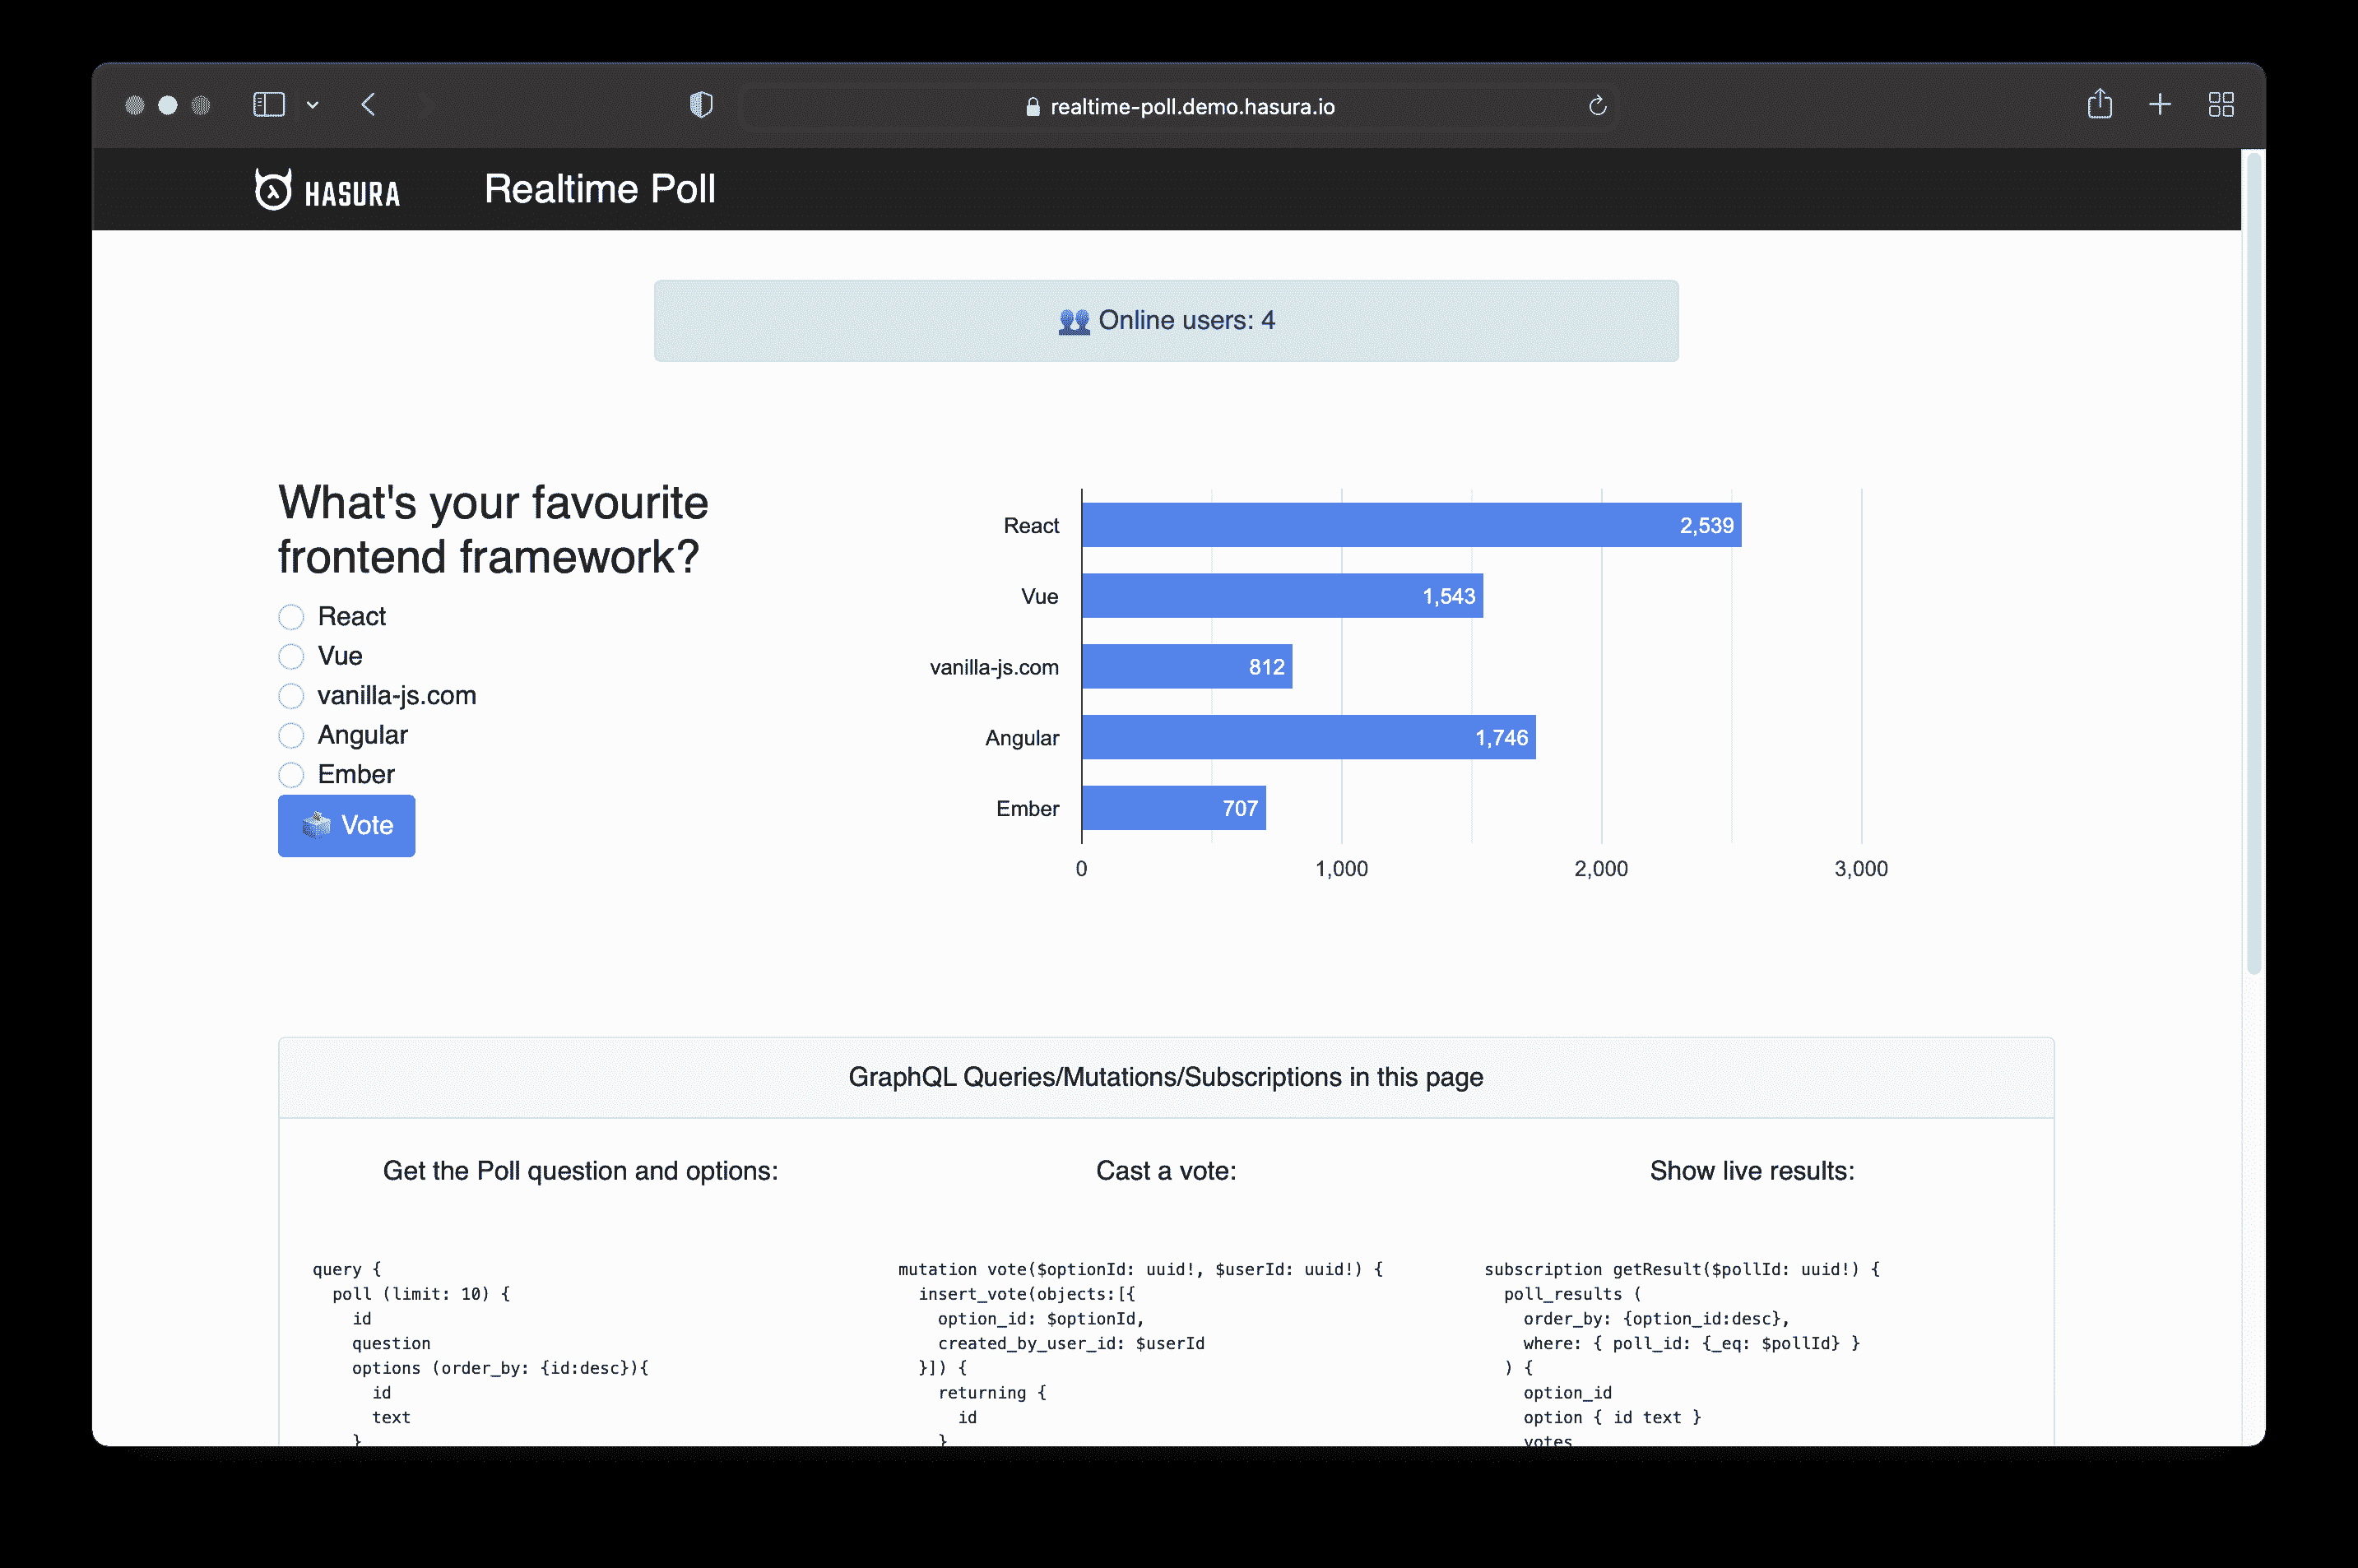 realtime-poll.demo.hasura.io
HASURA
Realtime Poll
Online users: 4
What's your favourite
frontend framework?
React
Vue
vanilla-js.com
Angular
Ember
Vote
React 2,539
Vue 1,543
vanilla-js.com 812
Angular 1,746
Ember 707
0 1,000 2,000 3,000
GraphQL Queries/Mutations/Subscriptions in this page
Get the Poll question and options:
query {
  poll (limit: 10) {
    id
    question
    options (order_by: {id:desc}){
      id
      text
    }
Cast a vote:
mutation vote($optionId: uuid!, $userId: uuid!) {
  insert_vote(objects:[{
    option_id: $optionId,
    created_by_user_id: $userId
  }]) {
    returning {
      id
    }
Show live results:
subscription getResult($pollId: uuid!) {
  poll_results (
    order_by: {option_id:desc},
    where: { poll_id: {_eq: $pollId} }
  ) {
    option_id
    option { id text }
    votes